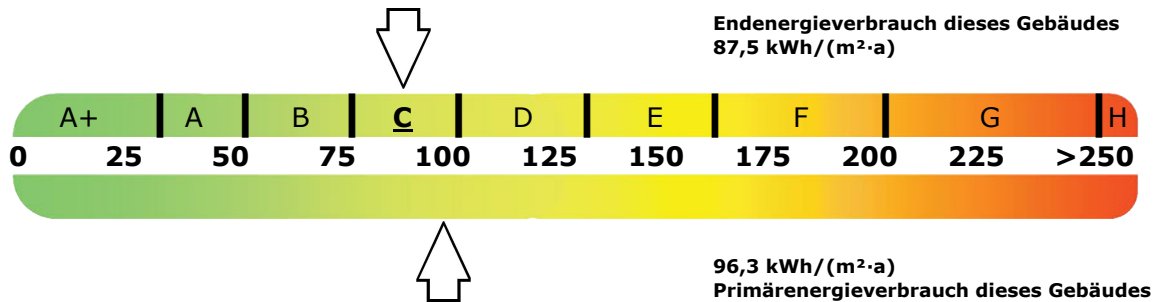 Endenergieverbrauch dieses Gebäudes
87,5 kWh/(m²·a)
A+ A B C D E F G H
0 25 50 75 100 125 150 175 200 225 >250
96,3 kWh/(m²·a)
Primärenergieverbrauch dieses Gebäudes